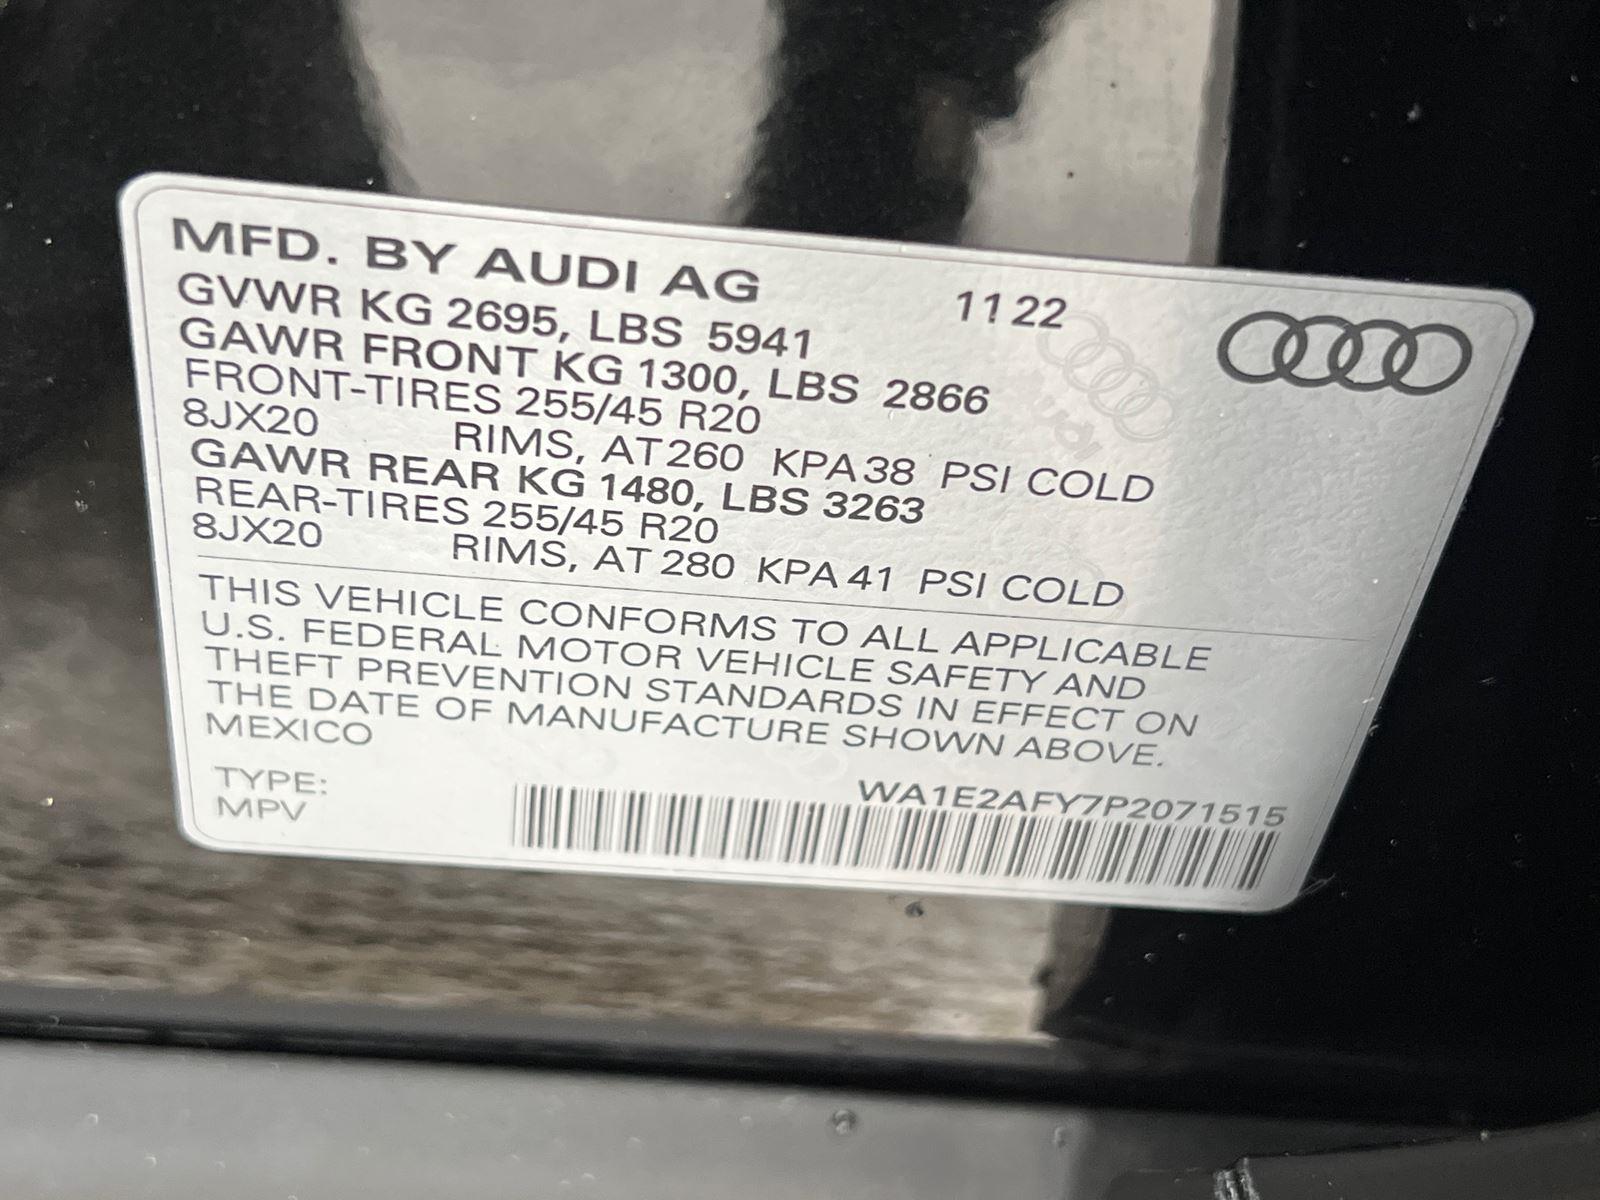 MFD. BY AUDI AG 11 22
GVWR KG 2695, LBS 5941
GAWR FRONT KG 1300, LBS 2866
FRONT-TIRES 255/45 R20
8JX20 RIMS, AT 260 KPA 38 PSI COLD
GAWR REAR KG 1480, LBS 3263
REAR-TIRES 255/45 R20
8JX20 RIMS, AT 280 KPA 41 PSI COLD
THIS VEHICLE CONFORMS TO ALL APPLICABLE
U.S. FEDERAL MOTOR VEHICLE SAFETY AND
THEFT PREVENTION STANDARDS IN EFFECT ON
THE DATE OF MANUFACTURE SHOWN ABOVE.
MEXICO
TYPE:
MPV
WA1E2AFY7P2071515